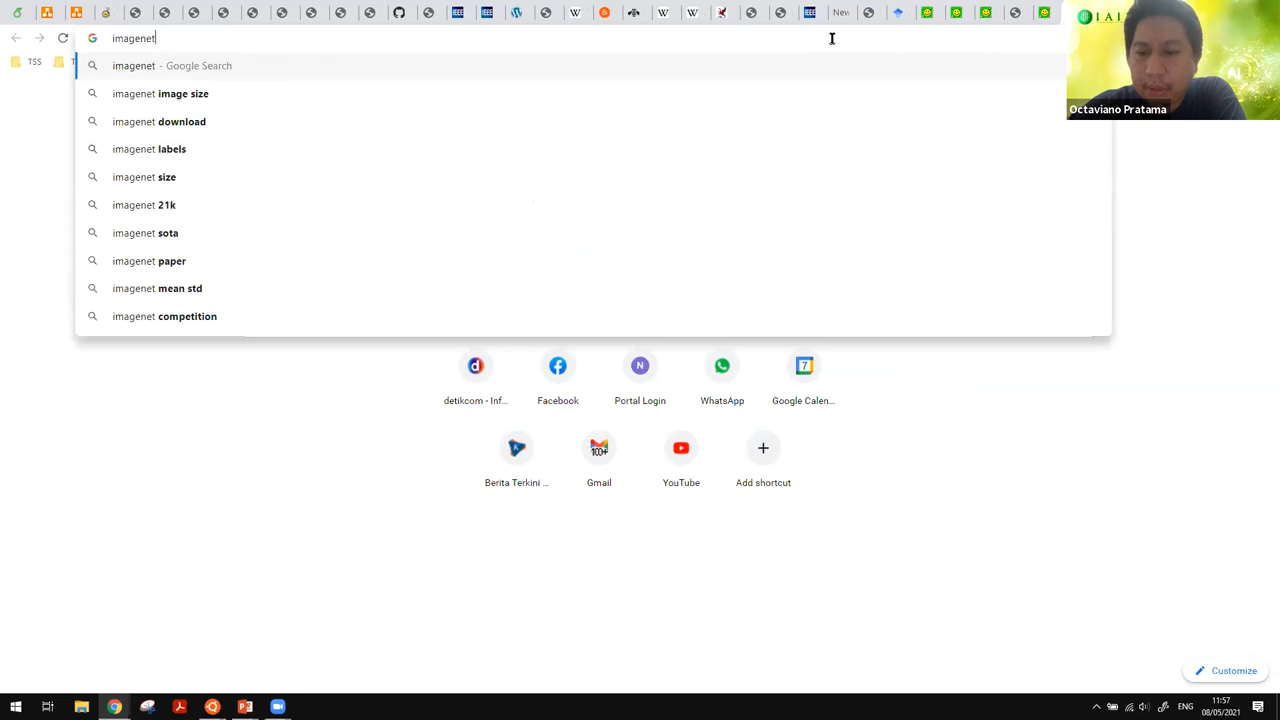 New
imagenet
TSS
imagenet - Google Search
imagenet image size
imagenet download
imagenet labels
imagenet size
imagenet 21k
imagenet sota
imagenet paper
imagenet mean std
imagenet competition
AI
Octaviano Pratama
detikcom - Inf...
Facebook
Portal Login
WhatsApp
Google Calen...
Berita Terkini ...
Gmail
YouTube
Add shortcut
Customize
ENG
11:57
08/05/2021